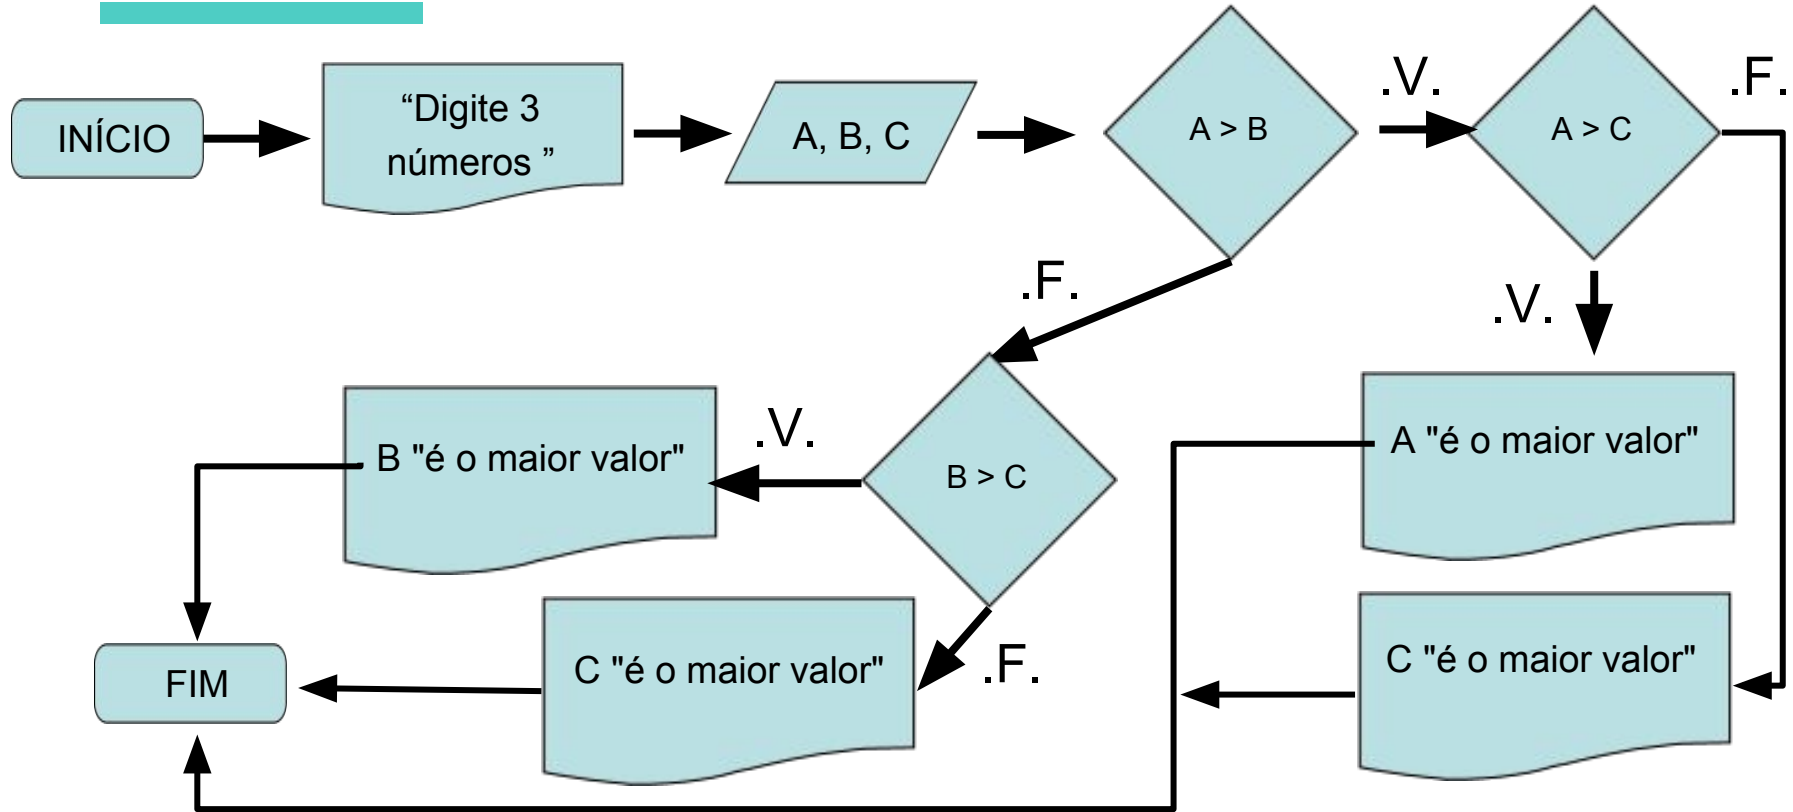 INÍCIO
“Digite 3
números ”
A, B, C
A > B
.V.
A > C
.F.
.F.
.V.
B "é o maior valor"
.V.
B > C
A "é o maior valor"
FIM
C "é o maior valor"
.F.
C "é o maior valor"